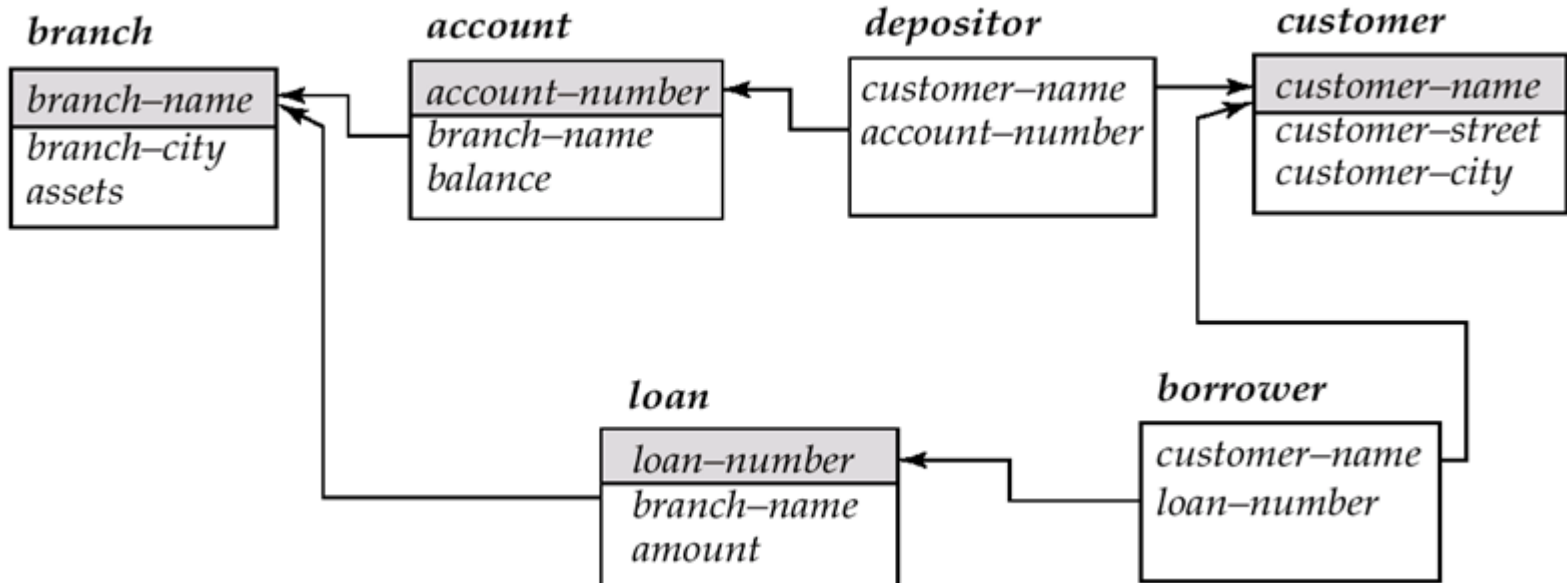 branch
branch–name
branch–city
assets
account
account–number
branch–name
balance
depositor
customer–name
account–number
customer
customer–name
customer–street
customer–city
loan
loan–number
branch–name
amount
borrower
customer–name
loan–number